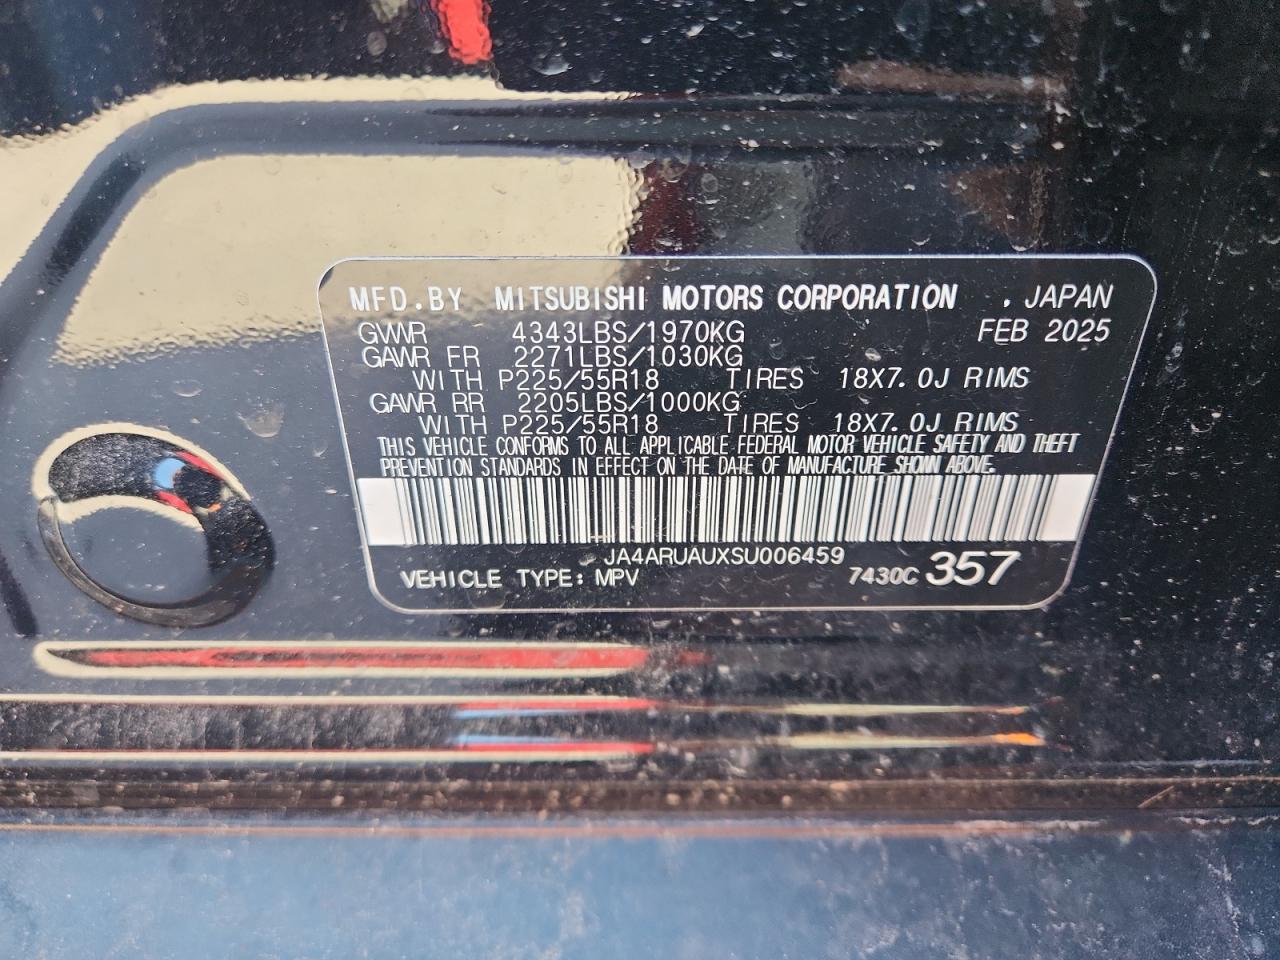 MFD.BY MITSUBISHI MOTORS CORPORATION . JAPAN
GVWR 4343LBS/1970KG FEB 2025
GAWR FR 2271LBS/1030KG
WITH P225/55R18 TIRES 18X7.0J RIMS
GAWR RR 2205LBS/1000KG
WITH P225/55R18 TIRES 18X7.0J RIMS
THIS VEHICLE CONFORMS TO ALL APPLICABLE FEDERAL MOTOR VEHICLE SAFETY AND THEFT
PREVENTION STANDARDS IN EFFECT ON THE DATE OF MANUFACTURE SHOWN ABOVE.
JA4ARUAUXSU006459
VEHICLE TYPE: MPV 7430C 357